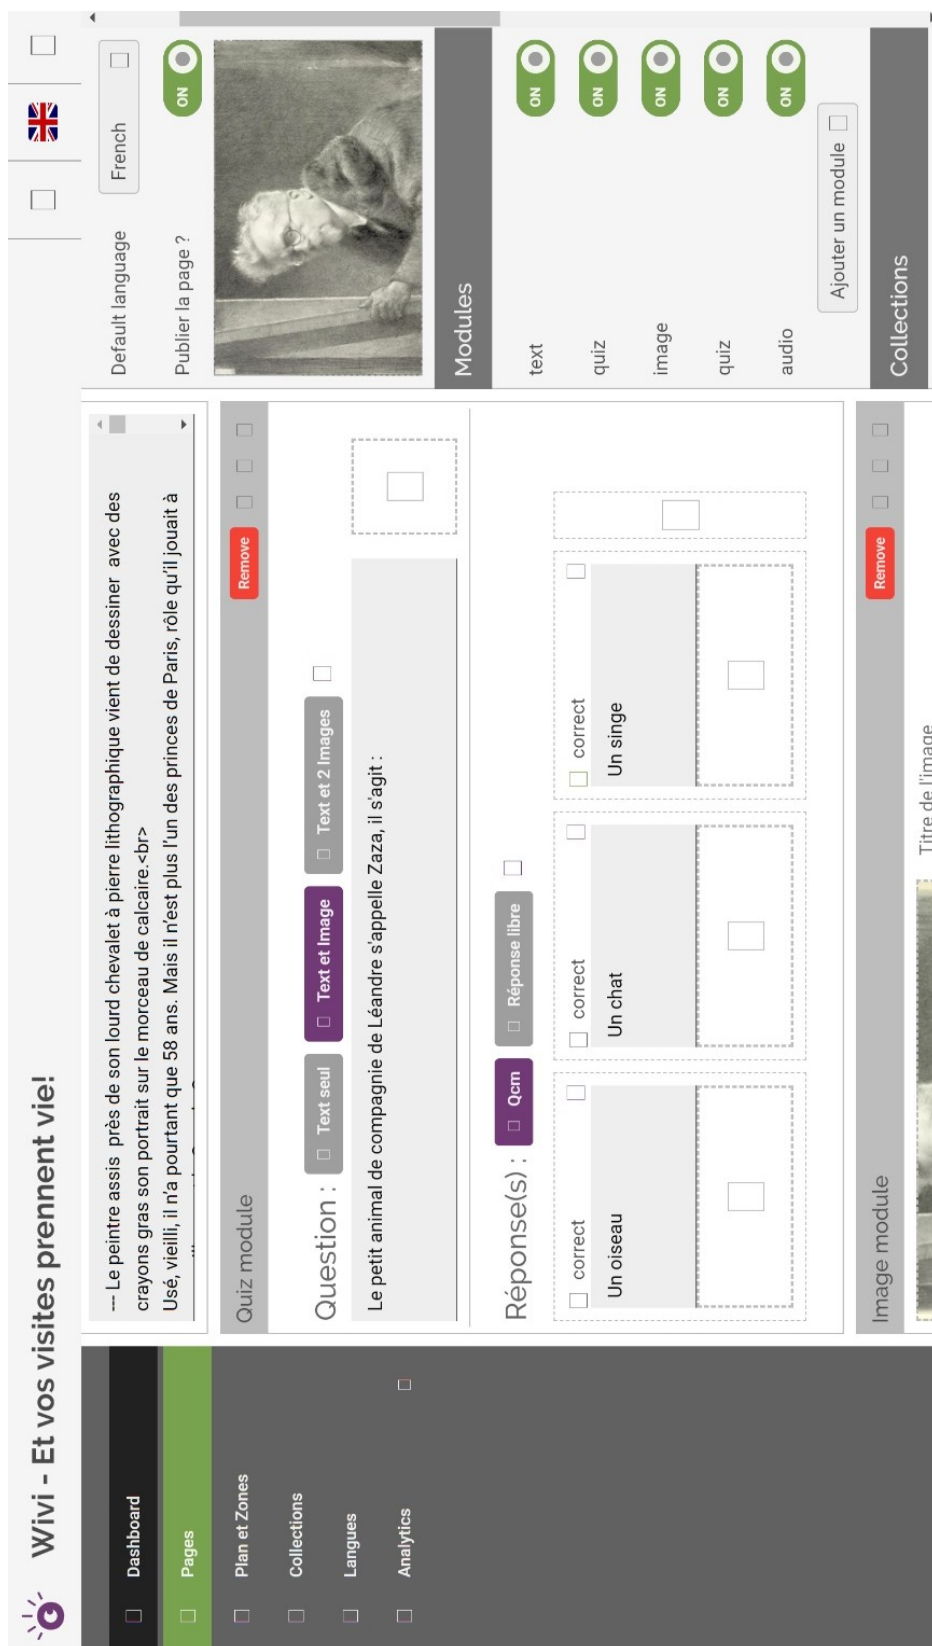 Wivi - Et vos visites prennent vie!
Dashboard
Pages
Plan et Zones
Collections
Langues
Analytics
--- Le peintre assis près de son lourd chevalet à pierre lithographique vient de dessiner avec des
crayons gras son portrait sur le morceau de calcaire.<br>
Usé, vieilli, il n'a pourtant que 58 ans. Mais il n'est plus l'un des princes de Paris, rôle qu'il jouait à
Quiz module
Remove
Question :
Text seul
Text et Image
Text et 2 Images
Le petit animal de compagnie de Léandre s'appelle Zaza, il s'agit :
Réponse(s) :
Qcm
Réponse libre
correct
Un oiseau
correct
Un chat
correct
Un singe
Image module
Remove
Titre de l'image
Default language
French
Publier la page ?
ON
Modules
text
ON
quiz
ON
image
ON
quiz
ON
audio
ON
Ajouter un module
Collections